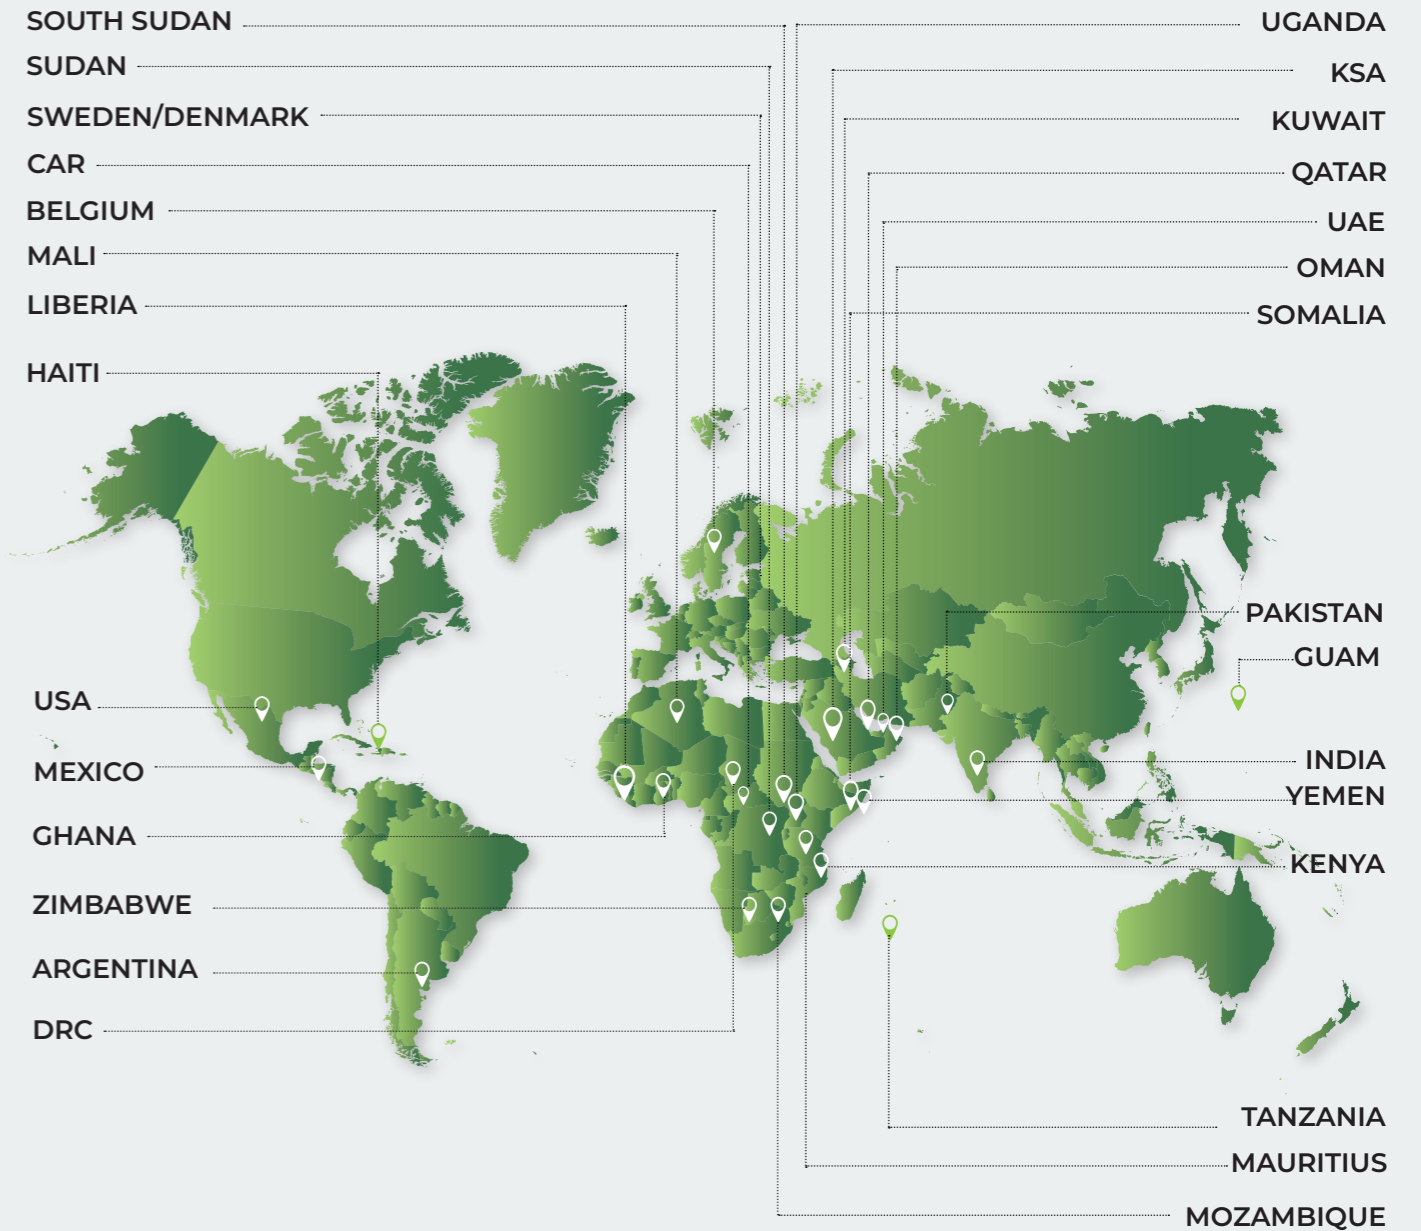 SOUTH SUDAN
SUDAN
SWEDEN/DENMARK
CAR
BELGIUM
MALI
LIBERIA
HAITI
USA
MEXICO
GHANA
ZIMBABWE
ARGENTINA
DRC
UGANDA
KSA
KUWAIT
QATAR
UAE
OMAN
SOMALIA
PAKISTAN
GUAM
INDIA
YEMEN
KENYA
TANZANIA
MAURITIUS
MOZAMBIQUE